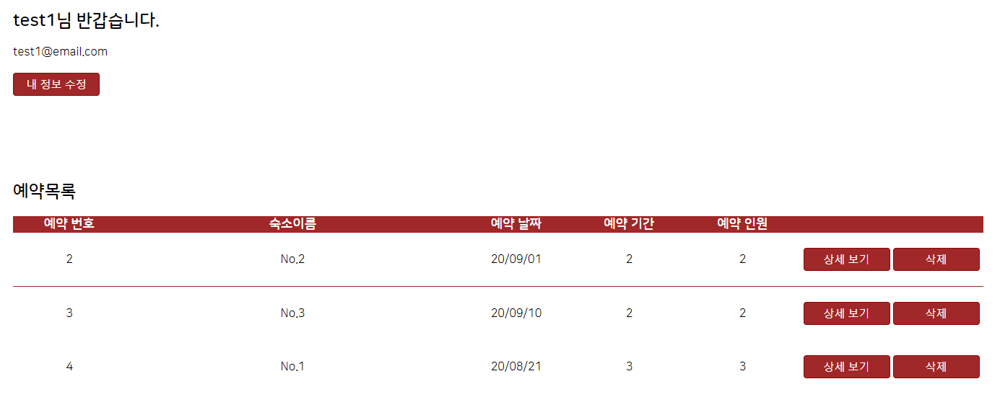 test1님 반갑습니다.
test1@email.com
내 정보 수정
예약목록
예약 번호 숙소이름 예약 날짜 예약 기간 예약 인원
2 No.2 20/09/01 2 2 상세 보기 삭제
3 No.3 20/09/10 2 2 상세 보기 삭제
4 No.1 20/08/21 3 3 상세 보기 삭제